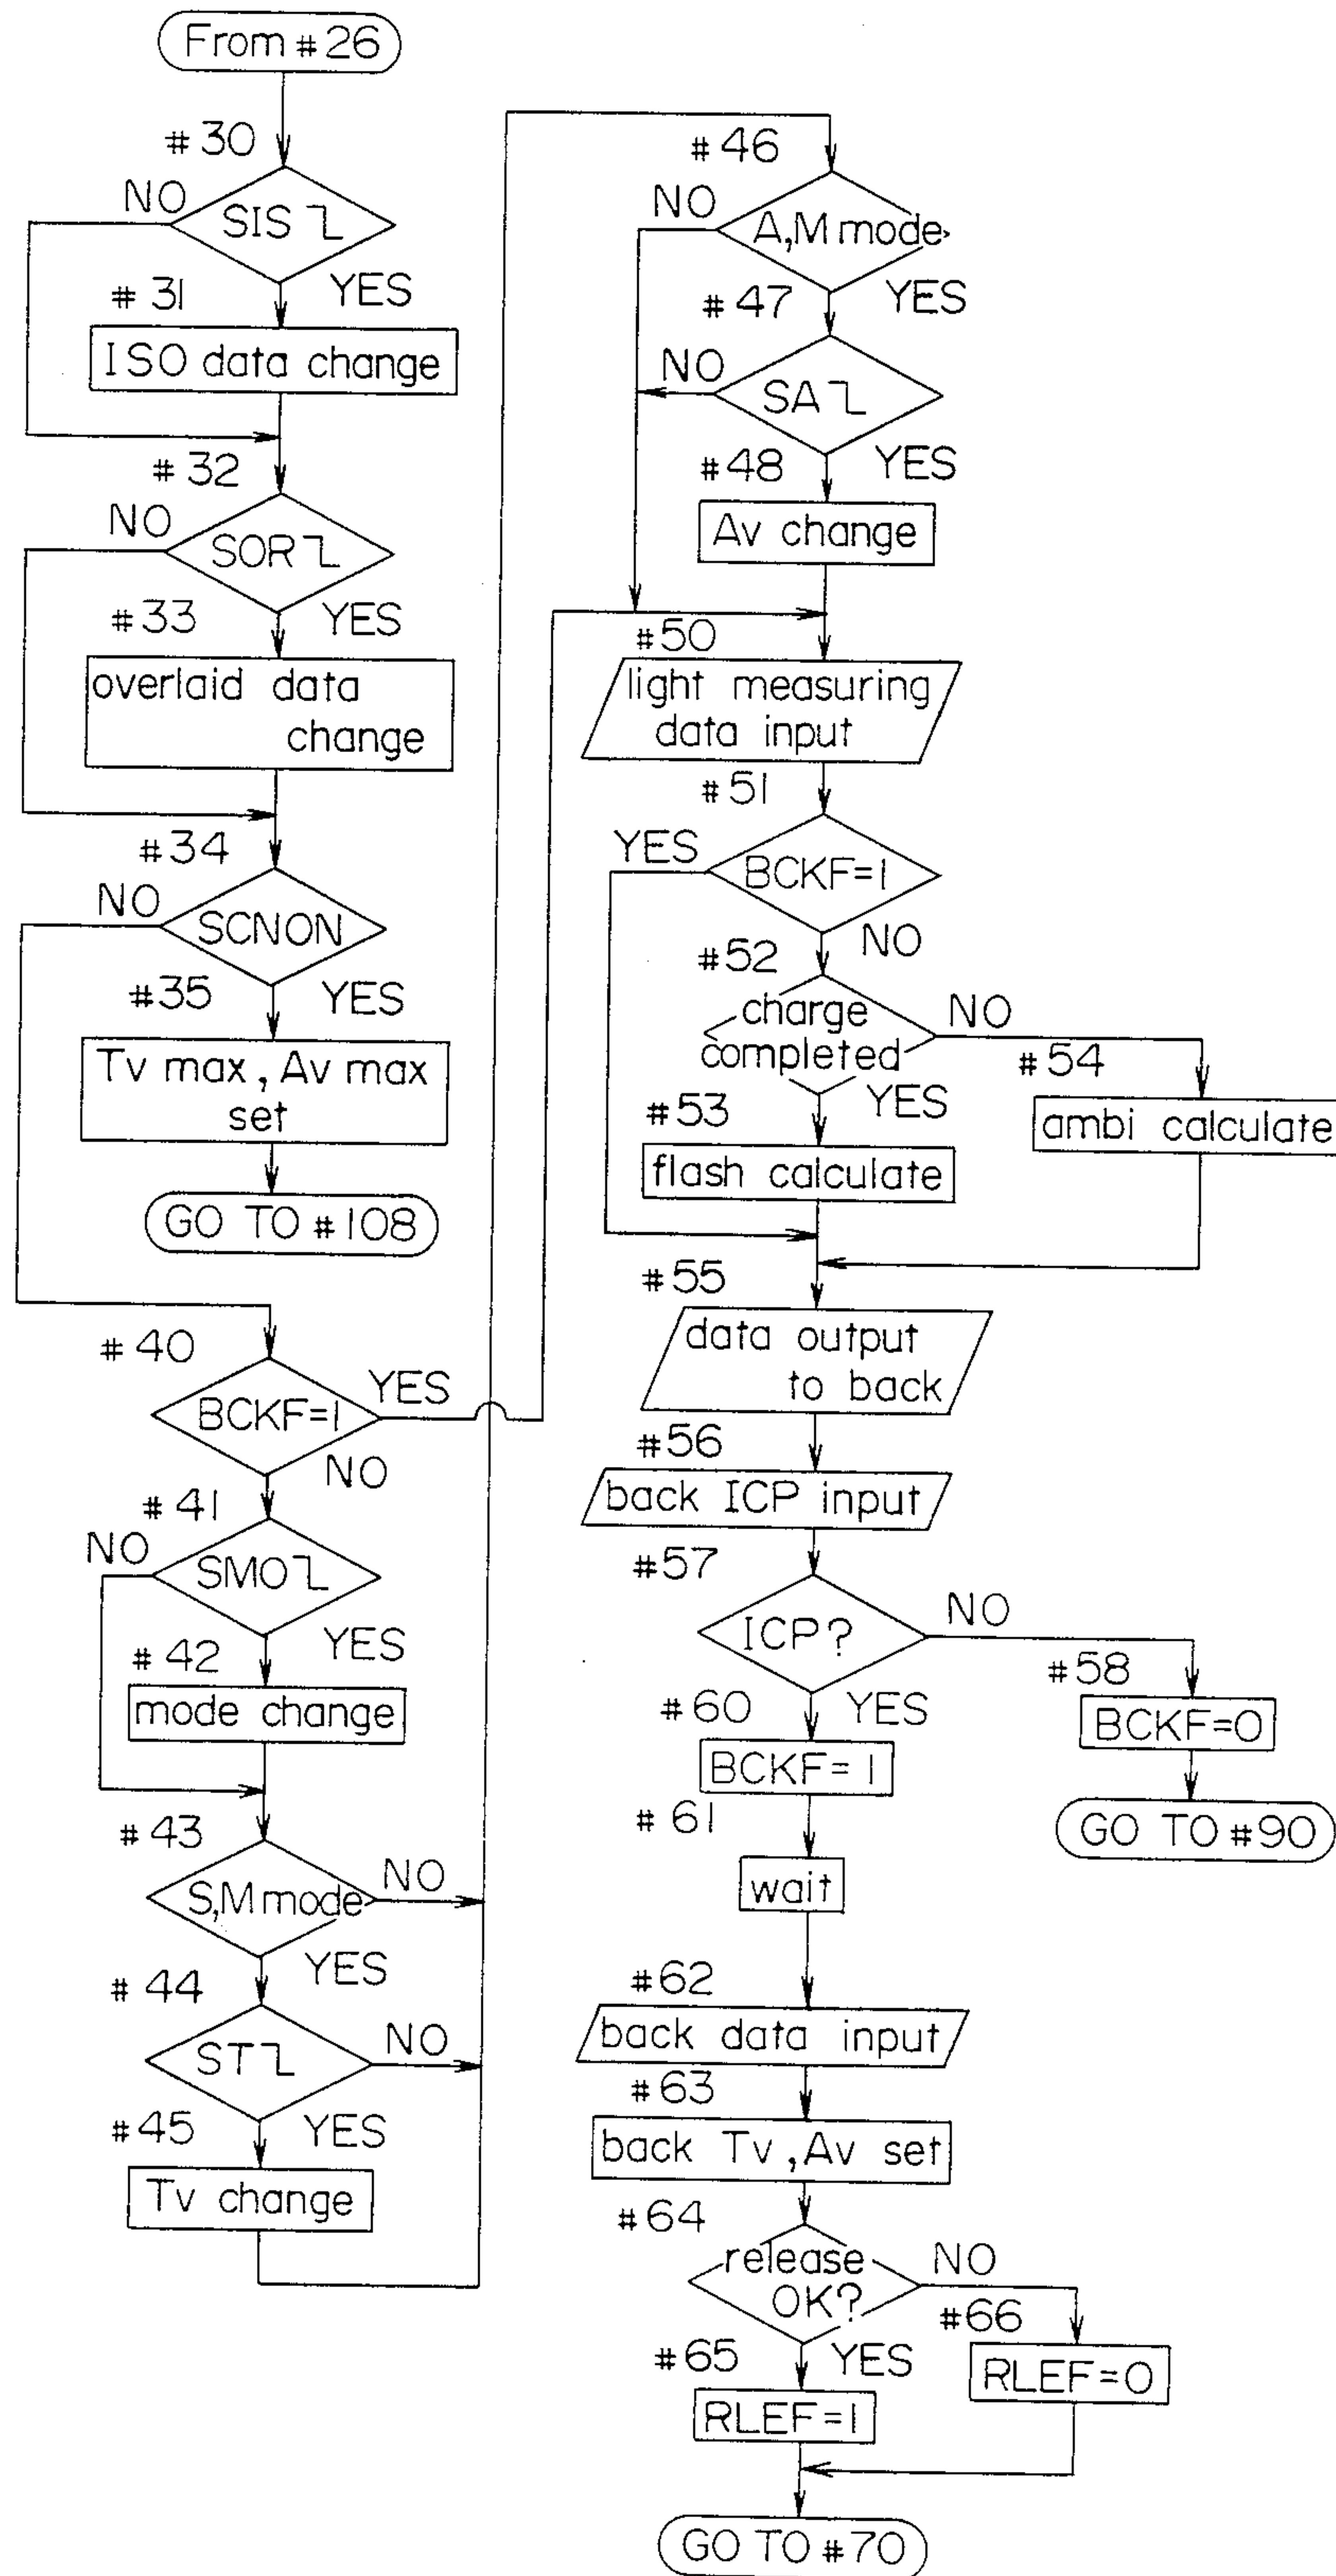 From #26
#30
NO
SIS
YES
#31
ISO data change
#32
NO
SOR
YES
#33
overlaid data
change
#34
NO
SCNON
YES
#35
Tv max, Av max
set
GO TO #108
#40
YES
BCKF=1
NO
#41
NO
SMO
YES
#42
mode change
#43
NO
S,M mode
YES
#44
NO
ST
YES
#45
Tv change
#46
NO
A,M mode
YES
#47
NO
SA
YES
#48
Av change
#50
light measuring
data input
#51
YES
BCKF=1
NO
#52
charge
completed
NO
YES
#53
flash calculate
#54
ambi calculate
#55
data output
to back
#56
back ICP input
#57
ICP?
NO
YES
#58
BCKF=0
GO TO #90
#60
BCKF=1
#61
wait
#62
back data input
#63
back Tv, Av set
#64
release
OK?
NO
YES
#65
RLEF=1
#66
RLEF=0
GO TO #70